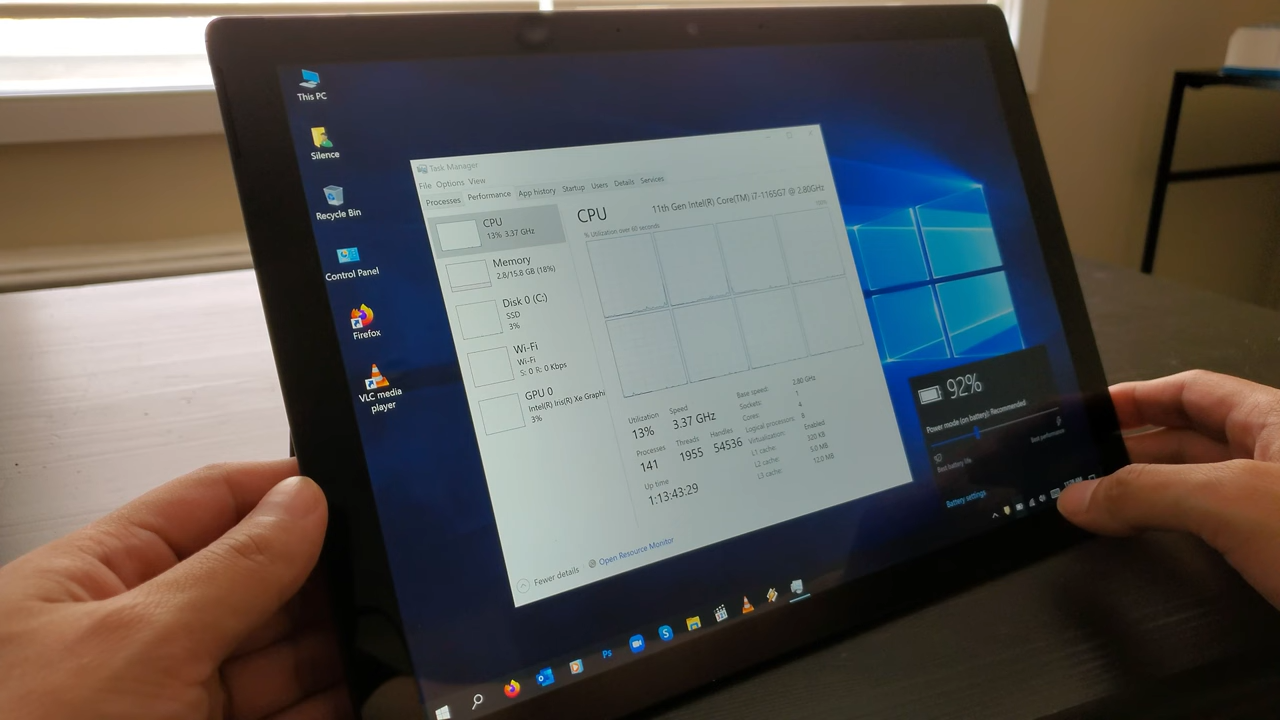 This PC
Silence
Recycle Bin
Control Panel
Firefox
VLC media
player
Task Manager
File Options View
Processes Performance App history Startup Users Details Services
CPU
13% 3.37 GHz
Memory
2.8/15.8 GB (18%)
Disk 0 (C:)
SSD
3%
Wi-Fi
Wi-Fi
S: 0 R: 0 Kbps
GPU 0
Intel(R) Iris(R) Xe Graphi
3%
CPU
11th Gen Intel(R) Core(TM) i7-1165G7 @ 2.80GHz
% Utilization over 60 seconds
100%
Utilization Speed
13% 3.37 GHz
Processes Threads Handles
141 1955 54536
Up time
1:13:43:29
Base speed: 2.80 GHz
Sockets: 1
Cores: 4
Logical processors: 8
Virtualization: Enabled
L1 cache: 320 KB
L2 cache: 5.0 MB
L3 cache: 12.0 MB
Fewer details
Open Resource Monitor
92%
Power mode (on battery): Recommended
Best battery life
Best performance
Battery settings
Ps
S